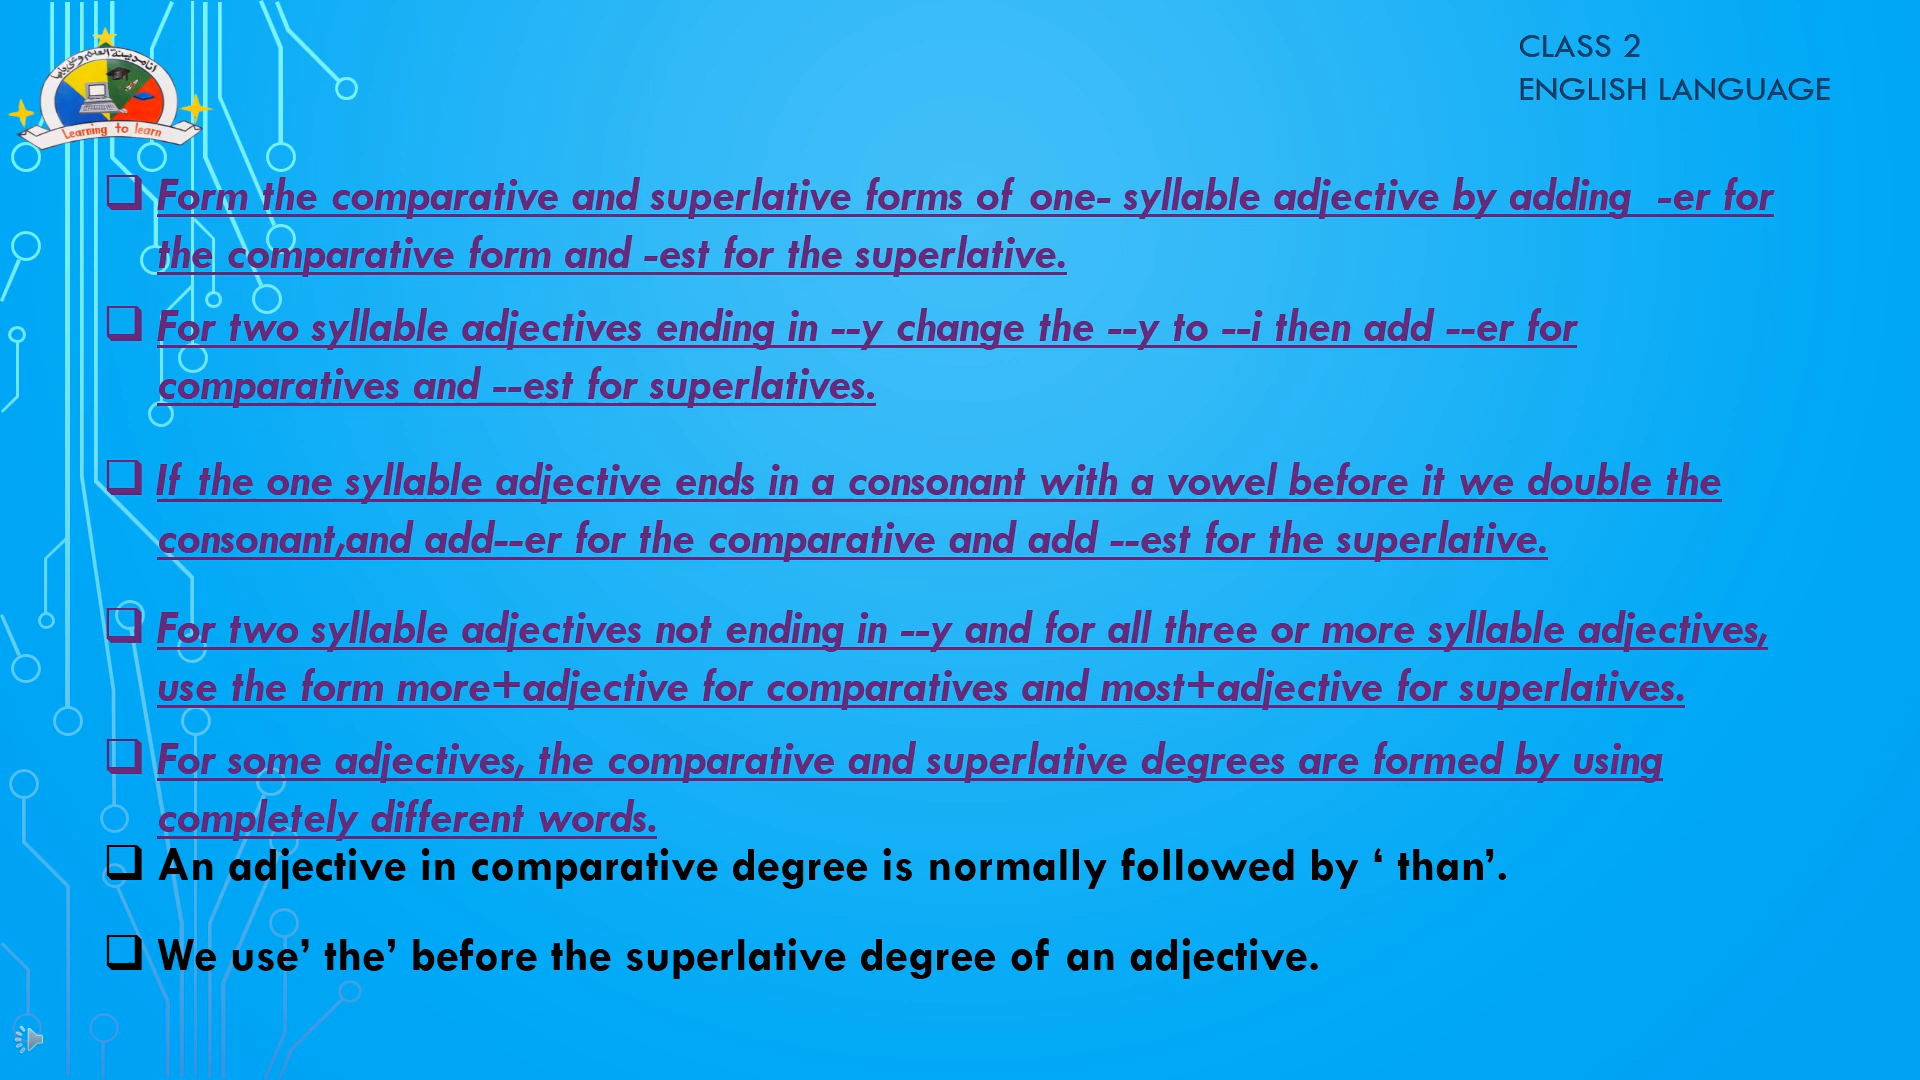 انا مدينة العلم وعلي بابها
Learning to learn
CLASS 2
ENGLISH LANGUAGE
Form the comparative and superlative forms of one- syllable adjective by adding -er for
the comparative form and -est for the superlative.
For two syllable adjectives ending in --y change the --y to --i then add --er for
comparatives and --est for superlatives.
If the one syllable adjective ends in a consonant with a vowel before it we double the
consonant,and add--er for the comparative and add --est for the superlative.
For two syllable adjectives not ending in --y and for all three or more syllable adjectives,
use the form more+adjective for comparatives and most+adjective for superlatives.
For some adjectives, the comparative and superlative degrees are formed by using
completely different words.
An adjective in comparative degree is normally followed by ‘ than’.
We use’ the’ before the superlative degree of an adjective.